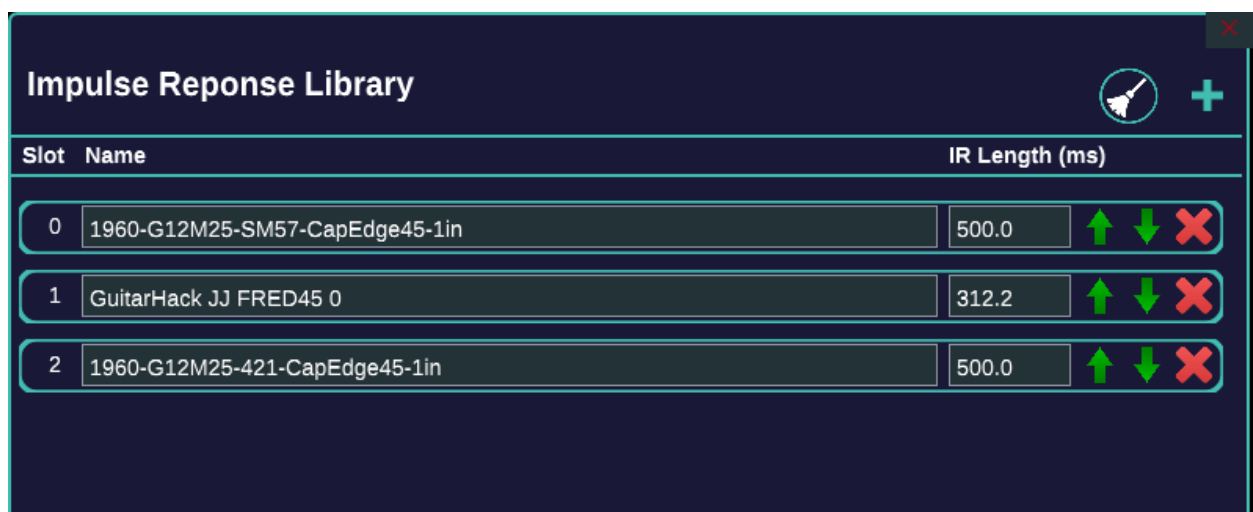 Impulse Reponse Library
Slot Name IR Length (ms)
0 1960-G12M25-SM57-CapEdge45-1in 500.0
1 GuitarHack JJ FRED45 0 312.2
2 1960-G12M25-421-CapEdge45-1in 500.0